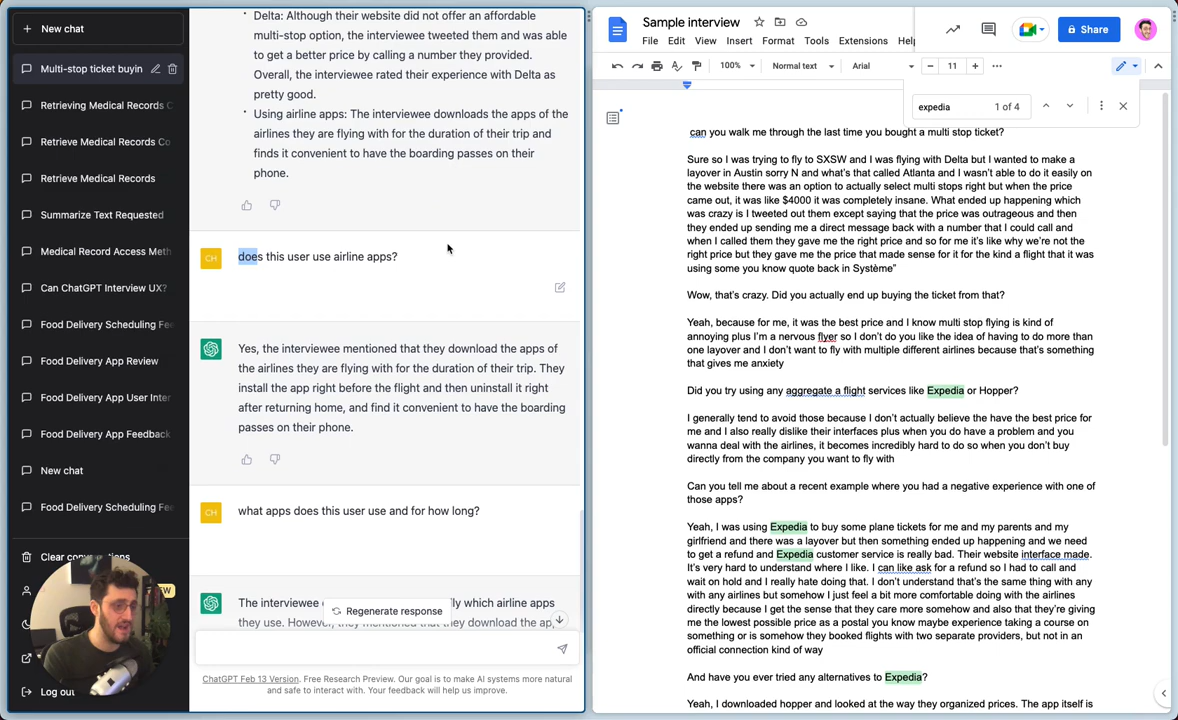 New chat
Multi-stop ticket buyin
Retrieving Medical Records C
Retrieve Medical Records Co
Retrieve Medical Records
Summarize Text Requested
Medical Record Access Meth
Can ChatGPT Interview UX?
Food Delivery Scheduling Fee
Food Delivery App Review
Food Delivery App User Inter
Food Delivery App Feedback
New chat
Food Delivery Scheduling Fee
Clear
Log out
• Delta: Although their website did not offer an affordable
multi-stop option, the interviewee tweeted them and was able
to get a better price by calling a number they provided.
Overall, the interviewee rated their experience with Delta as
pretty good.
• Using airline apps: The interviewee downloads the apps of the
airlines they are flying with for the duration of their trip and
finds it convenient to have the boarding passes on their
phone.
CH
does this user use airline apps?
Yes, the interviewee mentioned that they download the apps of
the airlines they are flying with for the duration of their trip. They
install the app right before the flight and then uninstall it right
after returning home, and find it convenient to have the boarding
passes on their phone.
CH
what apps does this user use and for how long?
The interviewee
ly which airline apps
Regenerate response
they use. However, they mentioned that they download the ap
ChatGPT Feb 13 Version. Free Research Preview. Our goal is to make AI systems more natural
and safe to interact with. Your feedback will help us improve.
Sample interview
File Edit View Insert Format Tools Extensions Help
Share
100% Normal text Arial 11
expedia 1 of 4
can you walk me through the last time you bought a multi stop ticket?
Sure so I was trying to fly to SXSW and I was flying with Delta but I wanted to make a
layover in Austin sorry N and what's that called Atlanta and I wasn't able to do it easily on
the website there was an option to actually select multi stops right but when the price
came out, it was like $4000 it was completely insane. What ended up happening which
was crazy is I tweeted out them except saying that the price was outrageous and then
they ended up sending me a direct message back with a number that I could call and
when I called them they gave me the right price and so for me it's like why we're not the
right price but they gave me the price that made sense for it for the kind a flight that it was
using some you know quote back in Système"
Wow, that's crazy. Did you actually end up buying the ticket from that?
Yeah, because for me, it was the best price and I know multi stop flying is kind of
annoying plus I'm a nervous flyer so I don't do you like the idea of having to do more than
one layover and I don't want to fly with multiple different airlines because that's something
that gives me anxiety
Did you try using any aggregate a flight services like Expedia or Hopper?
I generally tend to avoid those because I don't actually believe the have the best price for
me and I also really dislike their interfaces plus when you do have a problem and you
wanna deal with the airlines, it becomes incredibly hard to do so when you don't buy
directly from the company you want to fly with
Can you tell me about a recent example where you had a negative experience with one of
those apps?
Yeah, I was using Expedia to buy some plane tickets for me and my parents and my
girlfriend and there was a layover but then something ended up happening and we need
to get a refund and Expedia customer service is really bad. Their website interface made.
It's very hard to understand where I like. I can like ask for a refund so I had to call and
wait on hold and I really hate doing that. I don't understand that's the same thing with any
with any airlines but somehow I just feel a bit more comfortable doing with the airlines
directly because I get the sense that they care more somehow and also that they're giving
me the lowest possible price as a postal you know maybe experience taking a course on
something or is somehow they booked flights with two separate providers, but not in an
official connection kind of way
And have you ever tried any alternatives to Expedia?
Yeah, I downloaded hopper and looked at the way they organized prices. The app itself is